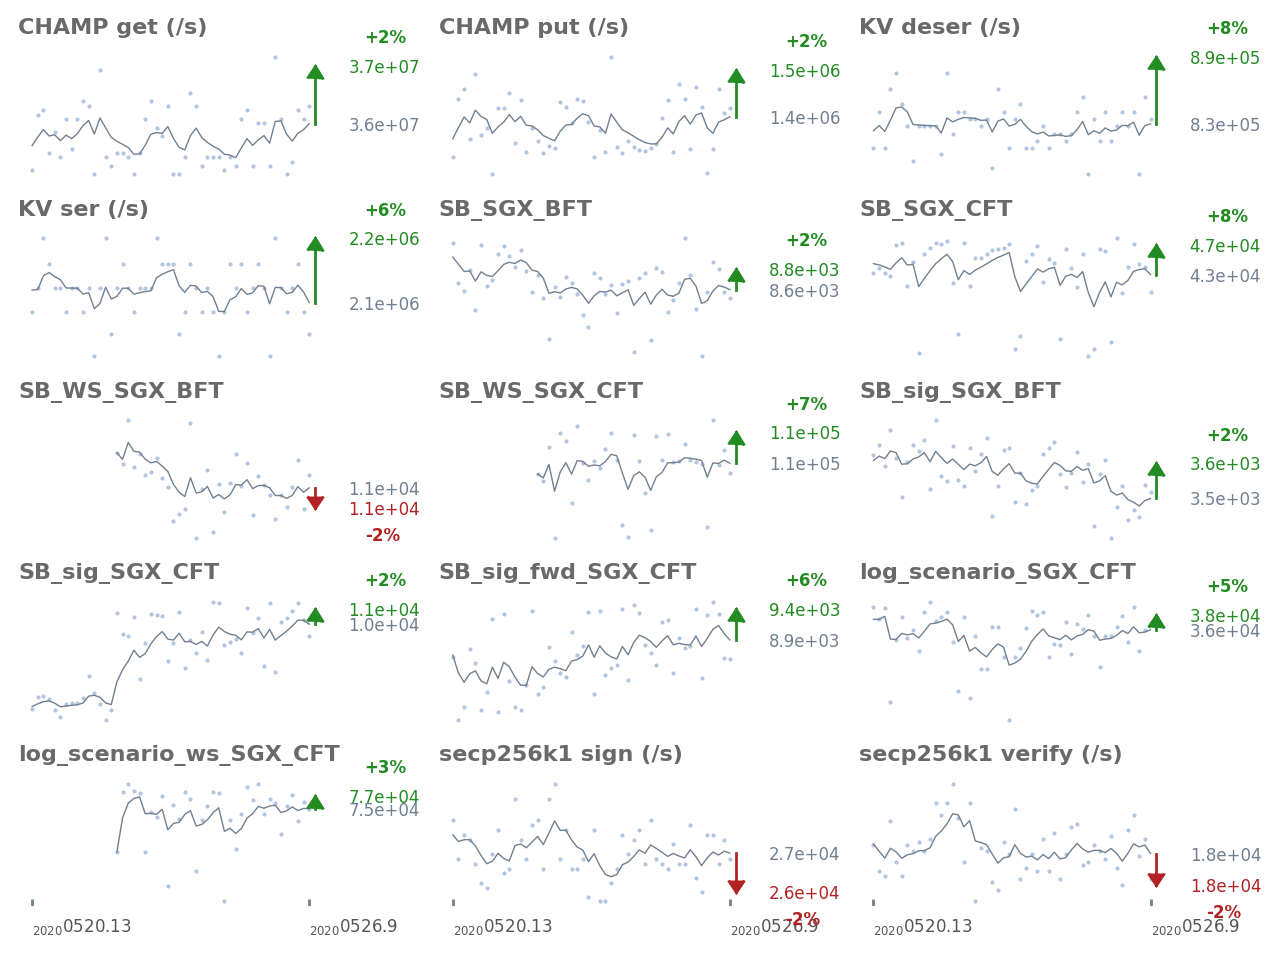 CHAMP get (/s)
+2%
3.7e+07
3.6e+07
CHAMP put (/s)
+2%
1.5e+06
1.4e+06
KV deser (/s)
+8%
8.9e+05
8.3e+05
KV ser (/s)
+6%
2.2e+06
2.1e+06
SB_SGX_BFT
+2%
8.8e+03
8.6e+03
SB_SGX_CFT
+8%
4.7e+04
4.3e+04
SB_WS_SGX_BFT
1.1e+04
1.1e+04
-2%
SB_WS_SGX_CFT
+7%
1.1e+05
1.1e+05
SB_sig_SGX_BFT
+2%
3.6e+03
3.5e+03
SB_sig_SGX_CFT
+2%
1.1e+04
1.0e+04
SB_sig_fwd_SGX_CFT
+6%
9.4e+03
8.9e+03
log_scenario_SGX_CFT
+5%
3.8e+04
3.6e+04
log_scenario_ws_SGX_CFT
+3%
7.7e+04
7.5e+04
20200520.13
20200526.9
secp256k1 sign (/s)
2.7e+04
2.6e+04
-2%
20200520.13
20200526.9
secp256k1 verify (/s)
1.8e+04
1.8e+04
-2%
20200520.13
20200526.9